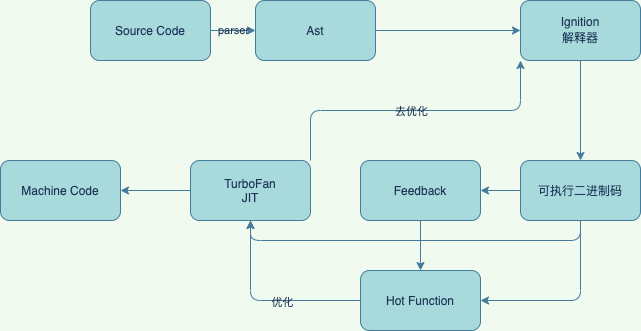 Source Code
parser
Ast
Ignition
解释器
去优化
Machine Code
TurboFan
JIT
Feedback
可执行二进制码
优化
Hot Function